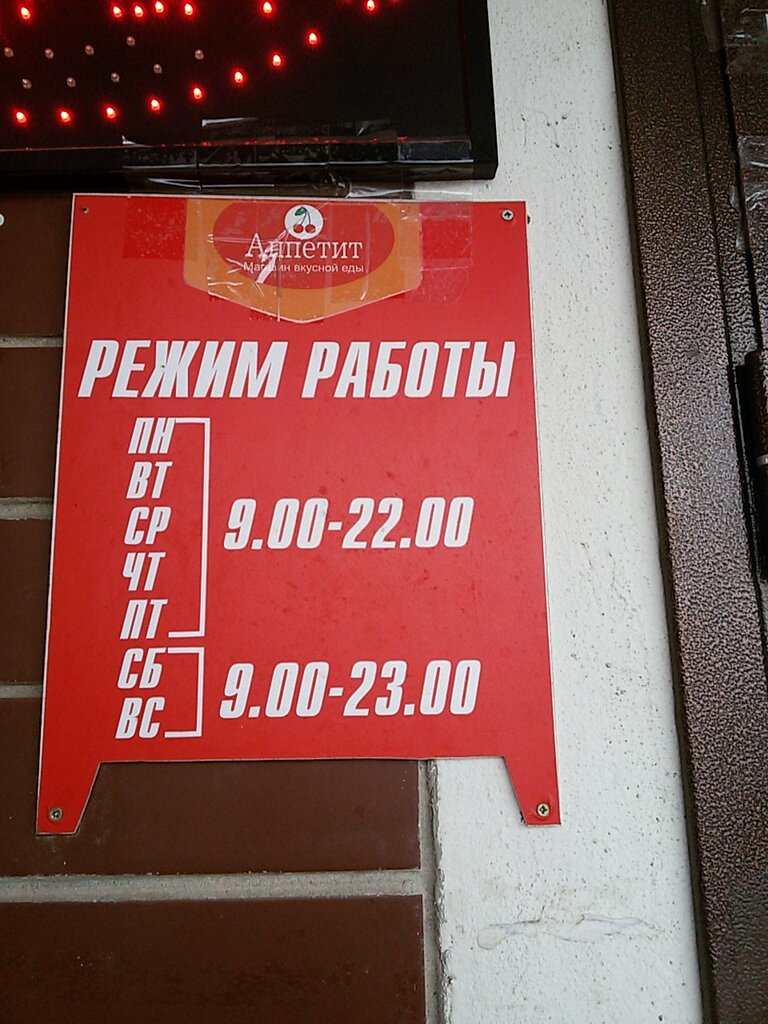 Аппетит
Магазин вкусной еды
РЕЖИМ РАБОТЫ
ПН
ВТ
СР
ЧТ
ПТ
9.00-22.00
СБ
ВС
9.00-23.00